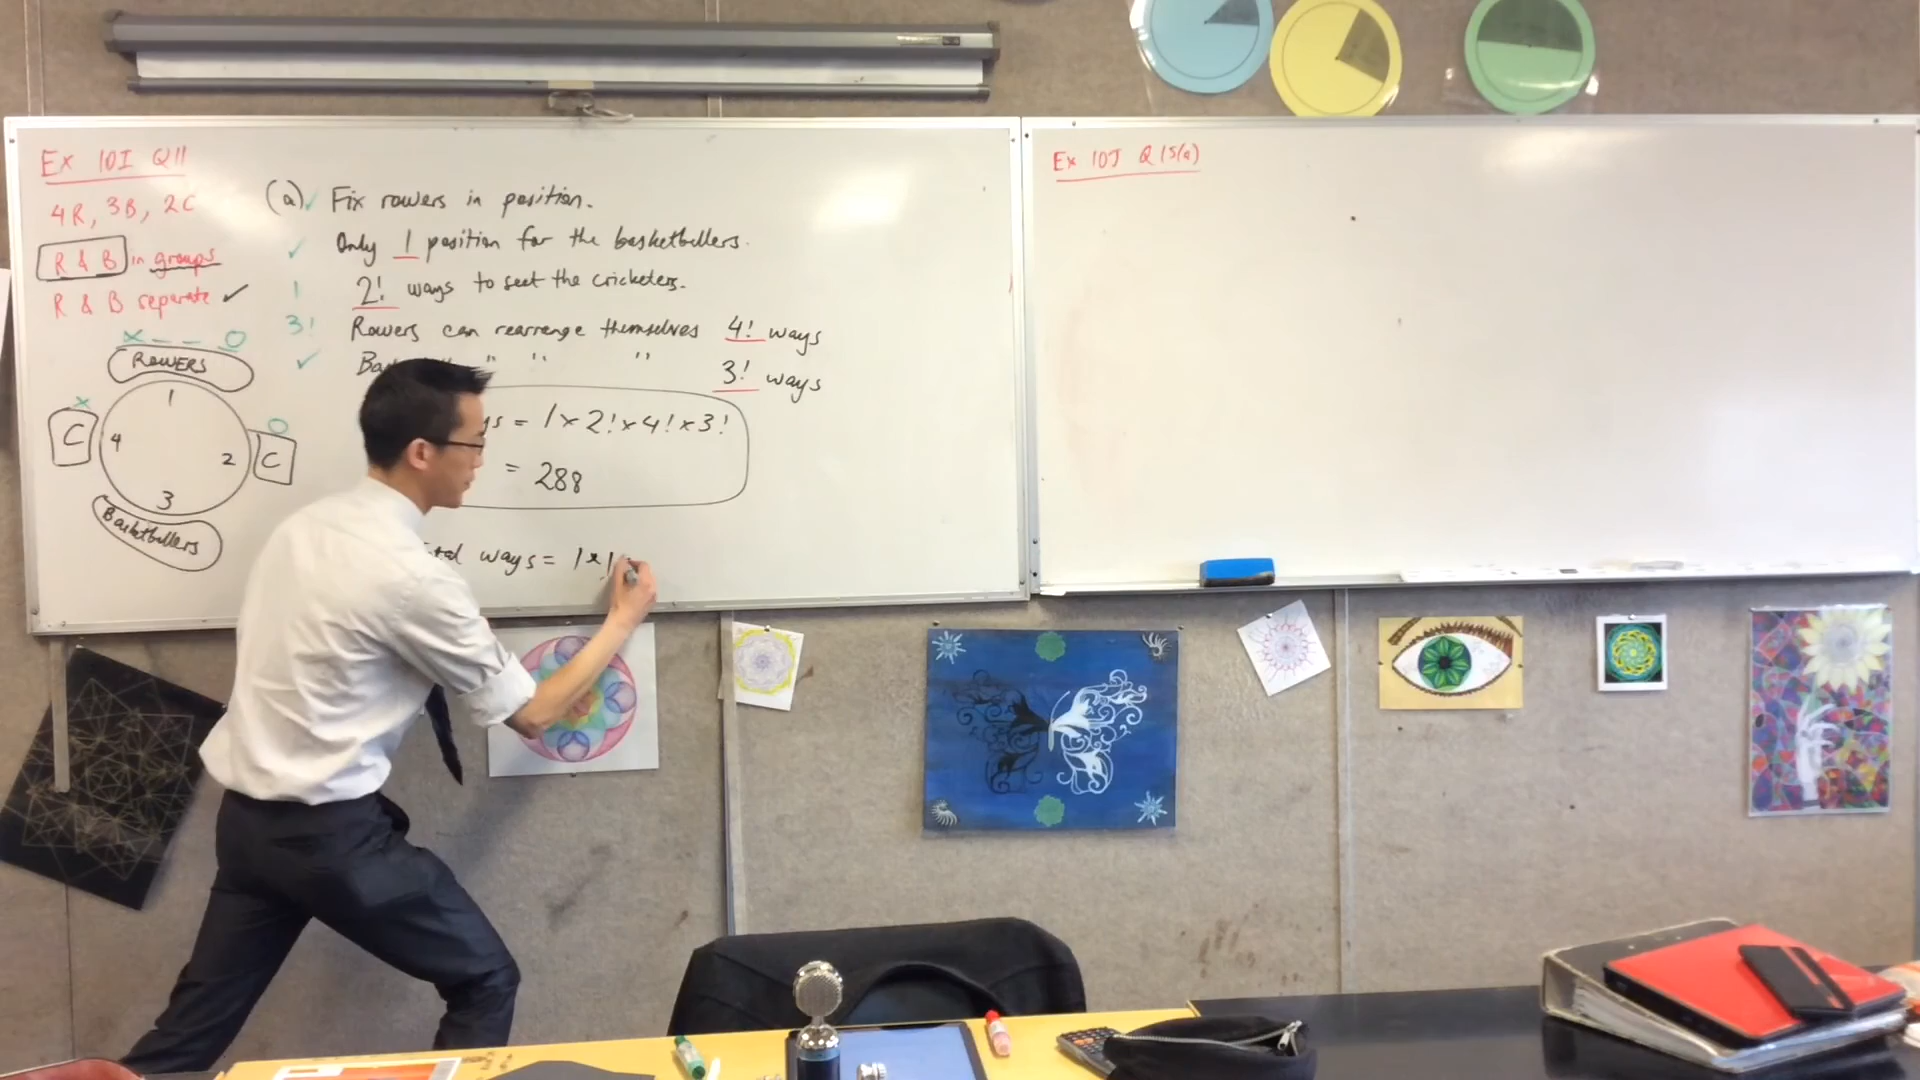 Ex 10I Q11
4R, 3B, 2C
R & B in groups
R & B separate ✓
x _ _ O
ROWERS
1
x
C
4
2
O
C
3
Basketballers
(a) ✓ Fix rowers in position.
✓ Only 1 position for the basketballers.
1 2! ways to seat the cricketers.
3! Rowers can rearrange themselves 4! ways
✓ " " " 3! ways
= 1 x 2! x 4! x 3!
= 288
ways = 1 x 1
Ex 10J Q15(a)